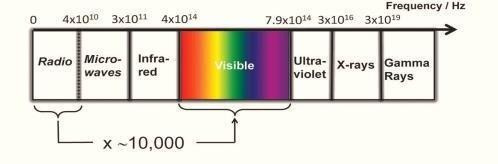 Frequency / Hz
0 4x10¹⁰ 3x10¹¹ 4x10¹⁴ 7.9x10¹⁴ 3x10¹⁶ 3x10¹⁹
Radio
Micro-
waves
Infra-
red
Visible
Ultra-
violet
X-rays
Gamma
Rays
x ~10,000